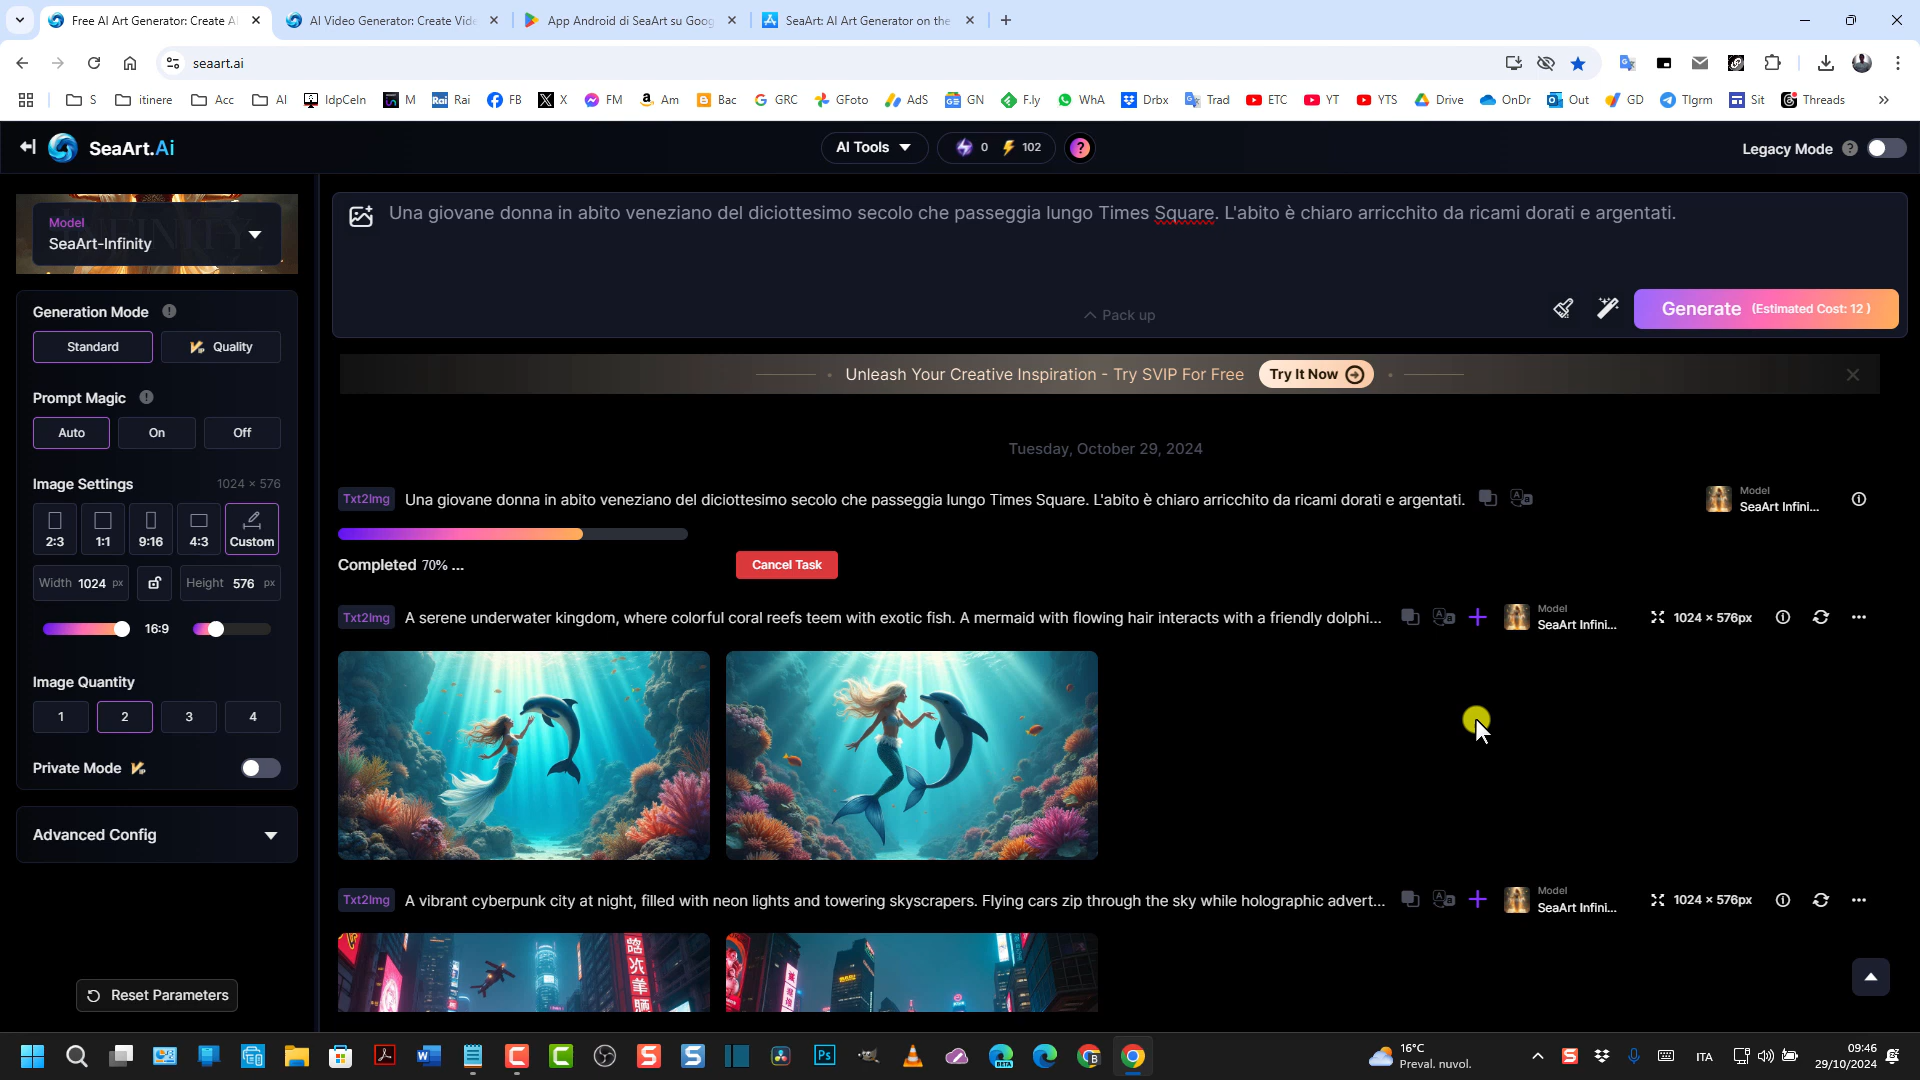 Free AI Art Generator: Create AI
AI Video Generator: Create Vide
App Android di SeaArt su Goog
SeaArt: AI Art Generator on the
seaart.ai
S
itinere
Acc
AI
IdpCeln
M
Rai
Rai
FB
X
FM
Am
Bac
GRC
GFoto
AdS
GN
F.ly
WhA
Drbx
Trad
ETC
YT
YTS
Drive
OnDr
Out
GD
Tlgrm
Sit
Threads
SeaArt.Ai
AI Tools
0
102
?
Legacy Mode
Model
SeaArt-Infinity
Una giovane donna in abito veneziano del diciottesimo secolo che passeggia lungo Times Square. L'abito è chiaro arricchito da ricami dorati e argentati.
Pack up
Generate (Estimated Cost: 12 )
Generation Mode
Standard
Quality
Unleash Your Creative Inspiration - Try SVIP For Free
Try It Now
Prompt Magic
Auto
On
Off
Tuesday, October 29, 2024
Image Settings
1024 × 576
2:3
1:1
9:16
4:3
Custom
Width 1024 px
Height 576 px
16:9
Txt2Img
Una giovane donna in abito veneziano del diciottesimo secolo che passeggia lungo Times Square. L'abito è chiaro arricchito da ricami dorati e argentati.
Model
SeaArt Infini...
Completed 70% ...
Cancel Task
Txt2Img
A serene underwater kingdom, where colorful coral reefs teem with exotic fish. A mermaid with flowing hair interacts with a friendly dolphi...
Model
SeaArt Infini...
1024 × 576px
Image Quantity
1
2
3
4
Private Mode
Advanced Config
Txt2Img
A vibrant cyberpunk city at night, filled with neon lights and towering skyscrapers. Flying cars zip through the sky while holographic advert...
Model
SeaArt Infini...
1024 × 576px
Reset Parameters
16°C
Preval. nuvol.
ITA
09:46
29/10/2024